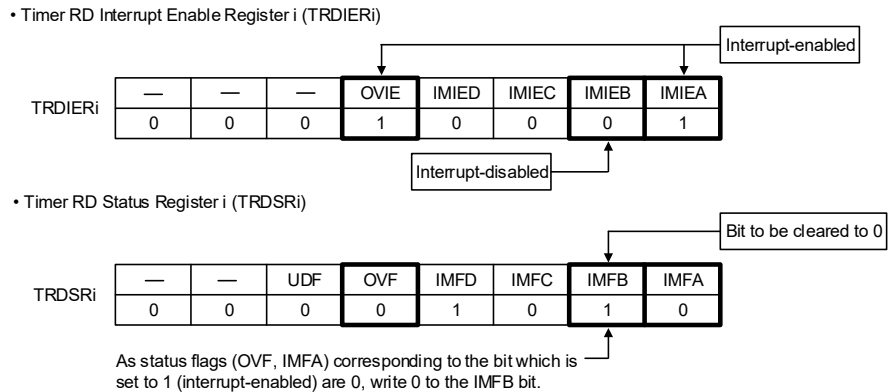 • Timer RD Interrupt Enable Register i (TRDIERi)
Interrupt-enabled
— — — OVIE IMIED IMIEC IMIEB IMIEA
TRDIERi
0 0 0 1 0 0 0 1
Interrupt-disabled
• Timer RD Status Register i (TRDSRi)
Bit to be cleared to 0
— — UDF OVF IMFD IMFC IMFB IMFA
TRDSRi
0 0 0 0 1 0 1 0
As status flags (OVF, IMFA) corresponding to the bit which is
set to 1 (interrupt-enabled) are 0, write 0 to the IMFB bit.